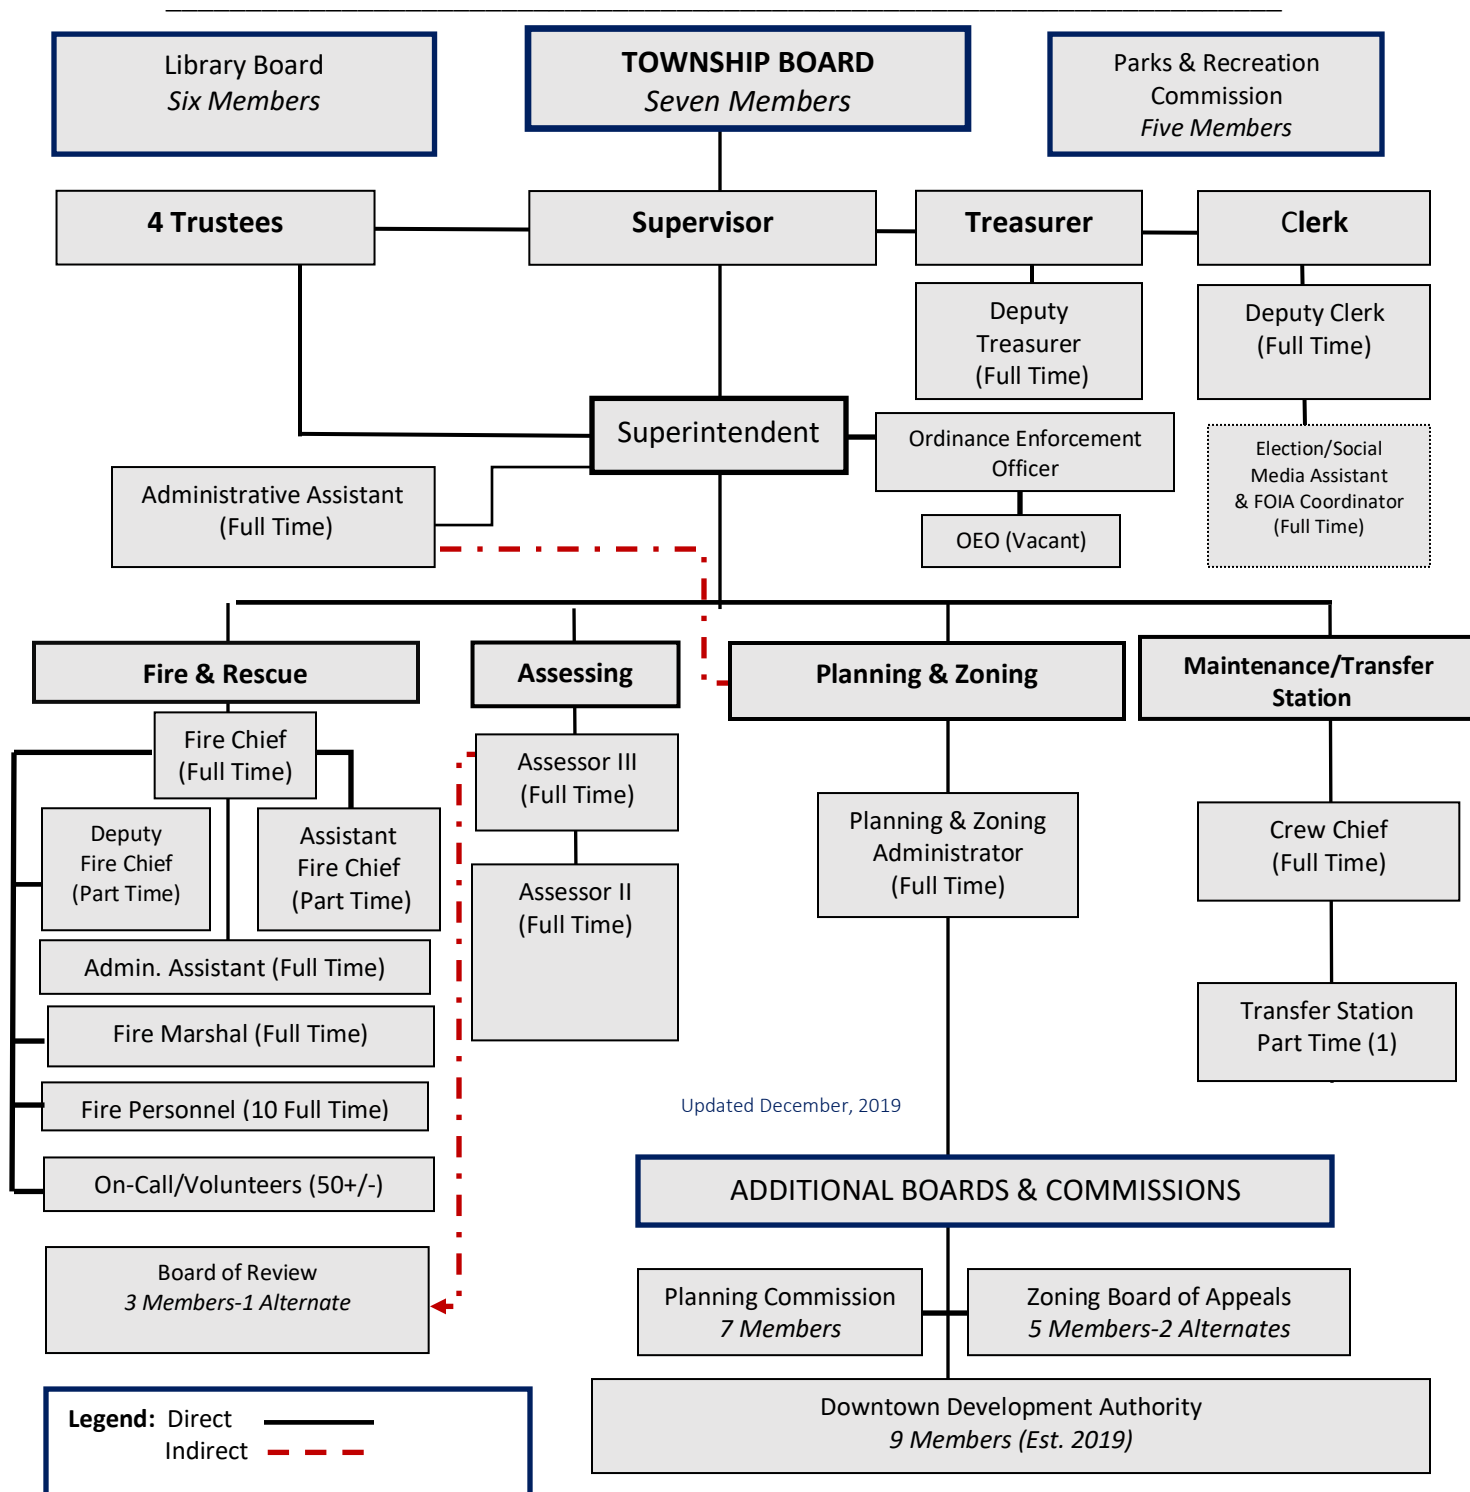 Library Board
Six Members
TOWNSHIP BOARD
Seven Members
Parks & Recreation
Commission
Five Members
4 Trustees
Supervisor
Treasurer
Clerk
Deputy
Treasurer
(Full Time)
Deputy Clerk
(Full Time)
Superintendent
Ordinance Enforcement
Officer
Election/Social
Media Assistant
& FOIA Coordinator
(Full Time)
Administrative Assistant
(Full Time)
OEO (Vacant)
Fire & Rescue
Assessing
Planning & Zoning
Maintenance/Transfer
Station
Fire Chief
(Full Time)
Assessor III
(Full Time)
Deputy
Fire Chief
(Part Time)
Assistant
Fire Chief
(Part Time)
Planning & Zoning
Administrator
(Full Time)
Crew Chief
(Full Time)
Assessor II
(Full Time)
Admin. Assistant (Full Time)
Fire Marshal (Full Time)
Transfer Station
Part Time (1)
Fire Personnel (10 Full Time)
Updated December, 2019
On-Call/Volunteers (50+/-)
ADDITIONAL BOARDS & COMMISSIONS
Board of Review
3 Members-1 Alternate
Planning Commission
7 Members
Zoning Board of Appeals
5 Members-2 Alternates
Downtown Development Authority
9 Members (Est. 2019)
Legend: Direct
Indirect